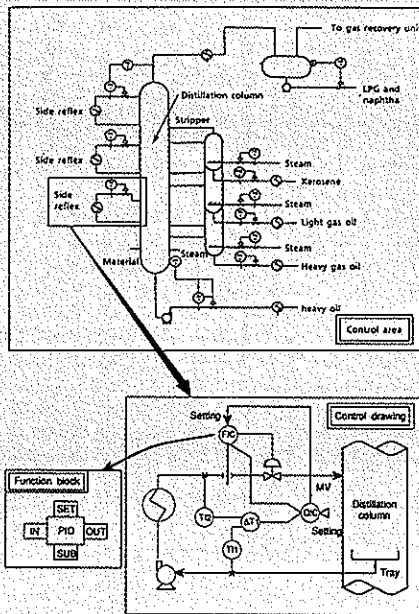 To gas recovery unit
LPG and
naphtha
Distillation column
Side reflex
Stripper
Side reflex
Steam
Kerosene
Side
reflex
Steam
Light gas oil
Steam
Material
Steam
Heavy gas oil
heavy oil
Control area
Control drawing
Setting
FIC
MV
Function block
SET
IN
PID
OUT
SUB
ΔT
Setting
Distillation
column
Tray